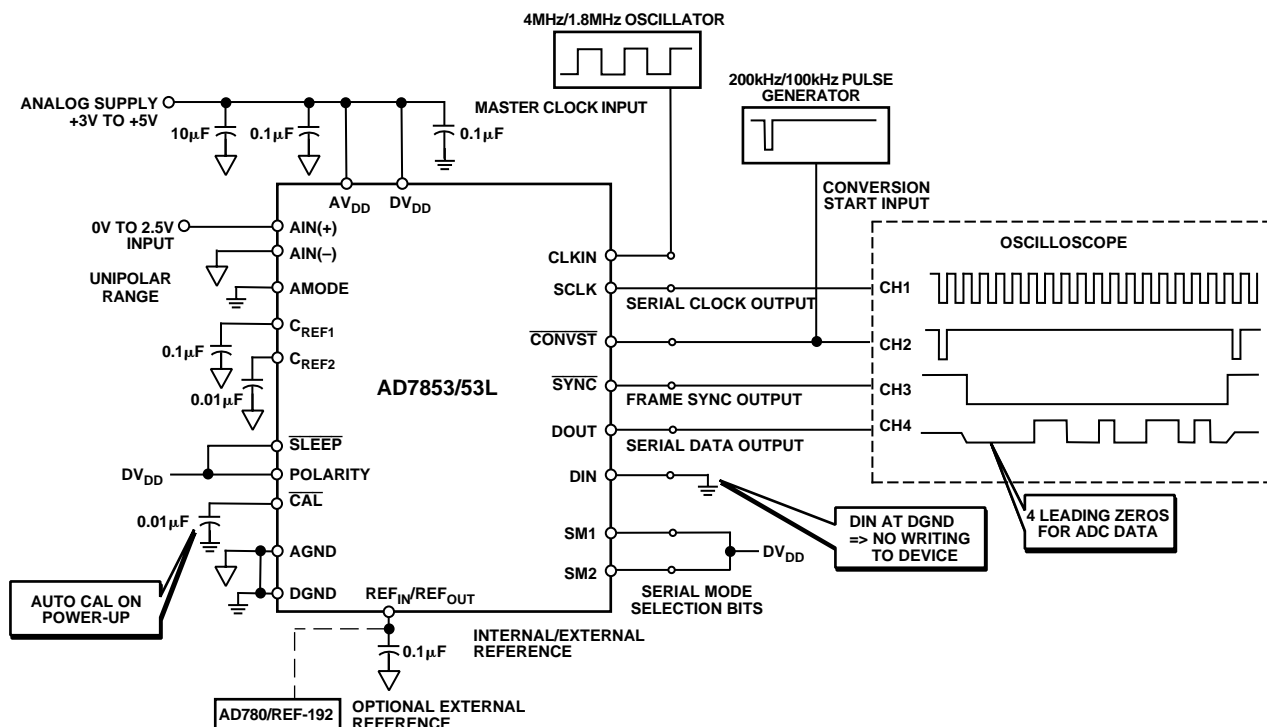 4MHz/1.8MHz OSCILLATOR
200kHz/100kHz PULSE
GENERATOR
ANALOG SUPPLY
+3V TO +5V
10µF
0.1µF
0.1µF
MASTER CLOCK INPUT
CONVERSION
START INPUT
AVDD
DVDD
0V TO 2.5V
INPUT
AIN(+)
AIN(–)
UNIPOLAR
RANGE
AMODE
CREF1
0.1µF
CREF2
0.01µF
AD7853/53L
CLKIN
SCLK
SERIAL CLOCK OUTPUT
CONVST
SYNC
FRAME SYNC OUTPUT
DOUT
SERIAL DATA OUTPUT
OSCILLOSCOPE
CH1
CH2
CH3
CH4
SLEEP
DVDD
POLARITY
CAL
0.01µF
DIN
DIN AT DGND
=> NO WRITING
TO DEVICE
4 LEADING ZEROS
FOR ADC DATA
SM1
SM2
DVDD
SERIAL MODE
SELECTION BITS
AGND
DGND
AUTO CAL ON
POWER-UP
REFIN/REFOUT
INTERNAL/EXTERNAL
REFERENCE
0.1µF
AD780/REF-192
OPTIONAL EXTERNAL
REFERENCE